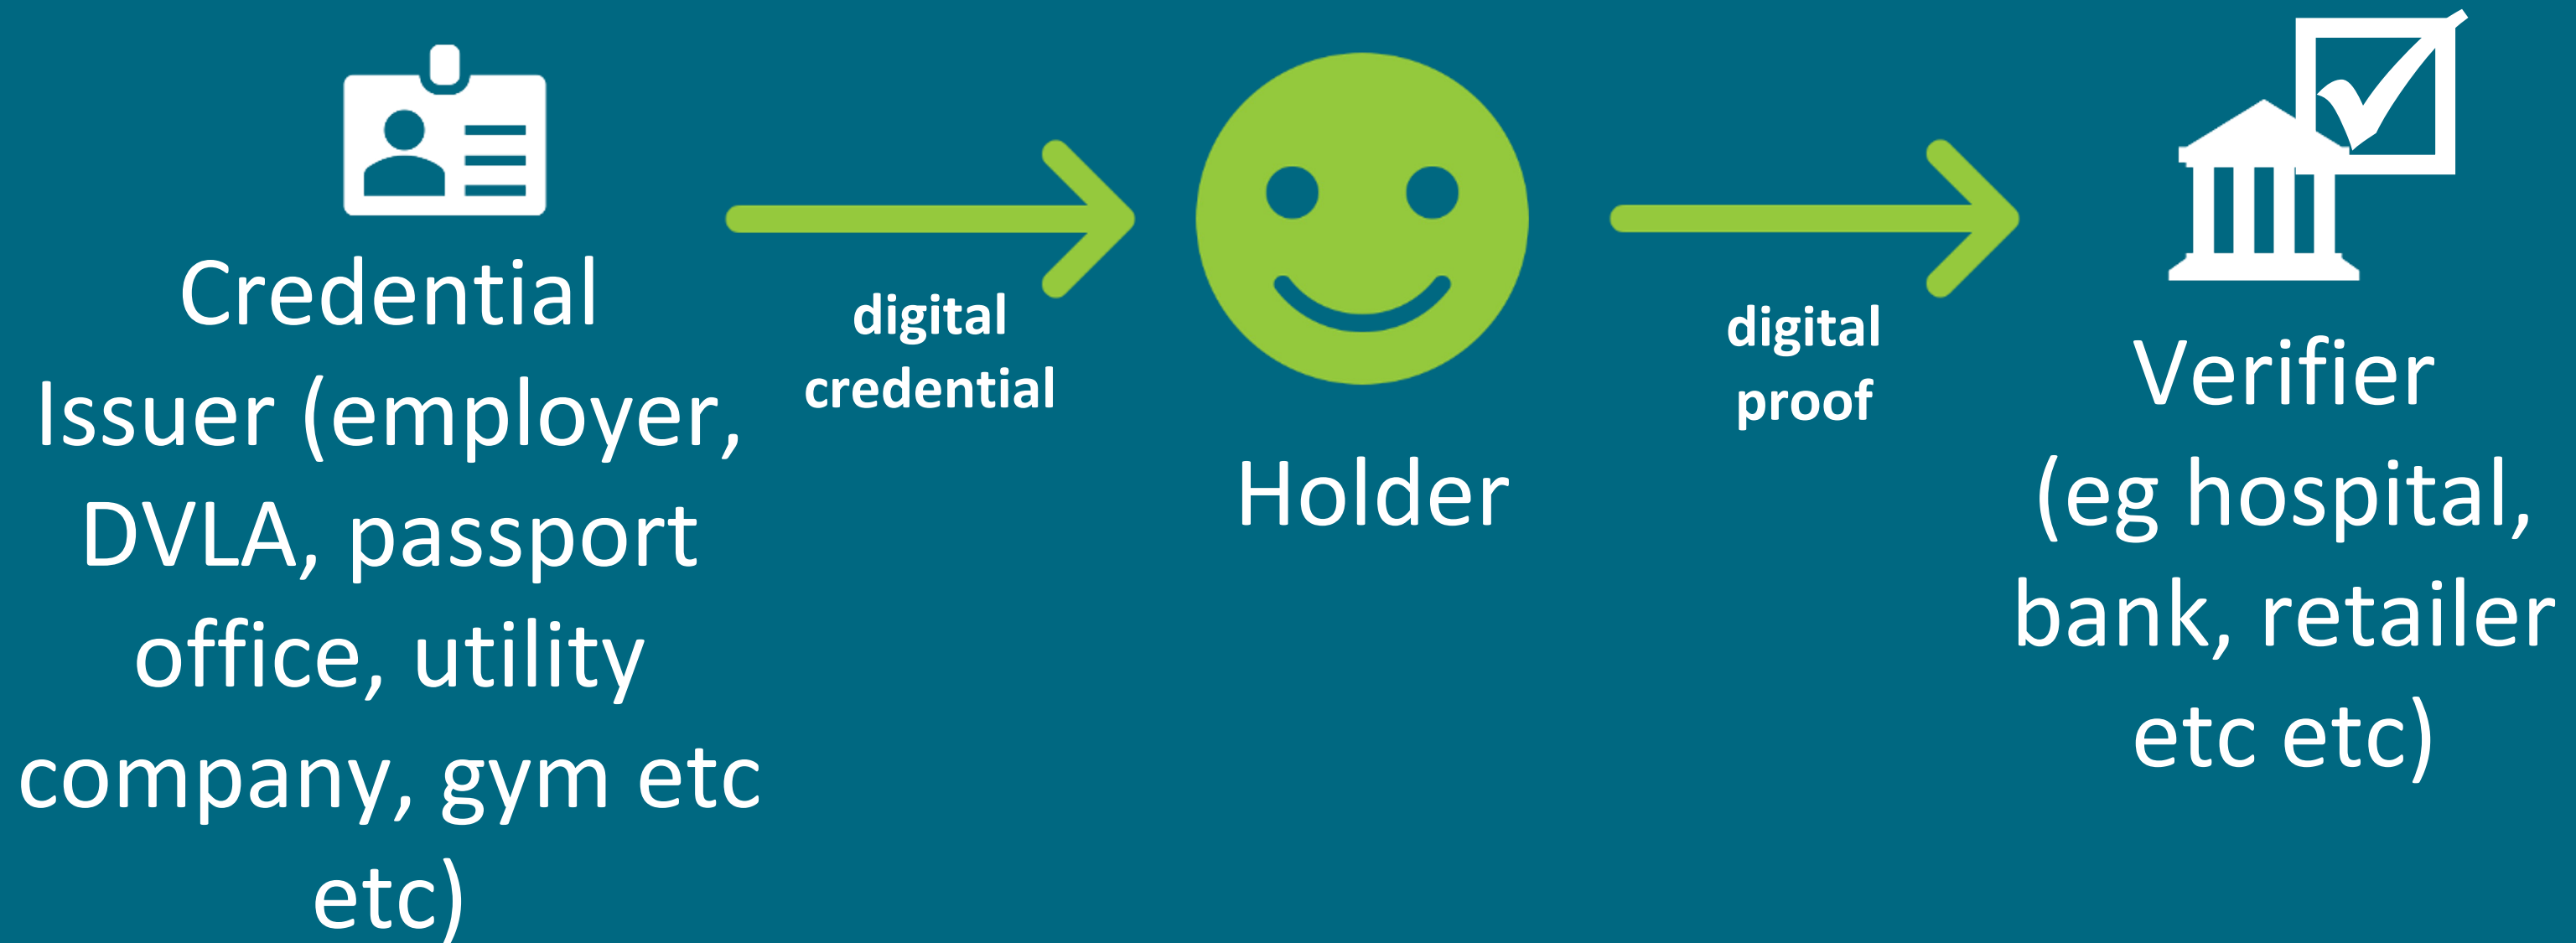 Credential
Issuer (employer,
DVLA, passport
office, utility
company, gym etc
etc)
digital
credential
Holder
digital
proof
Verifier
(eg hospital,
bank, retailer
etc etc)